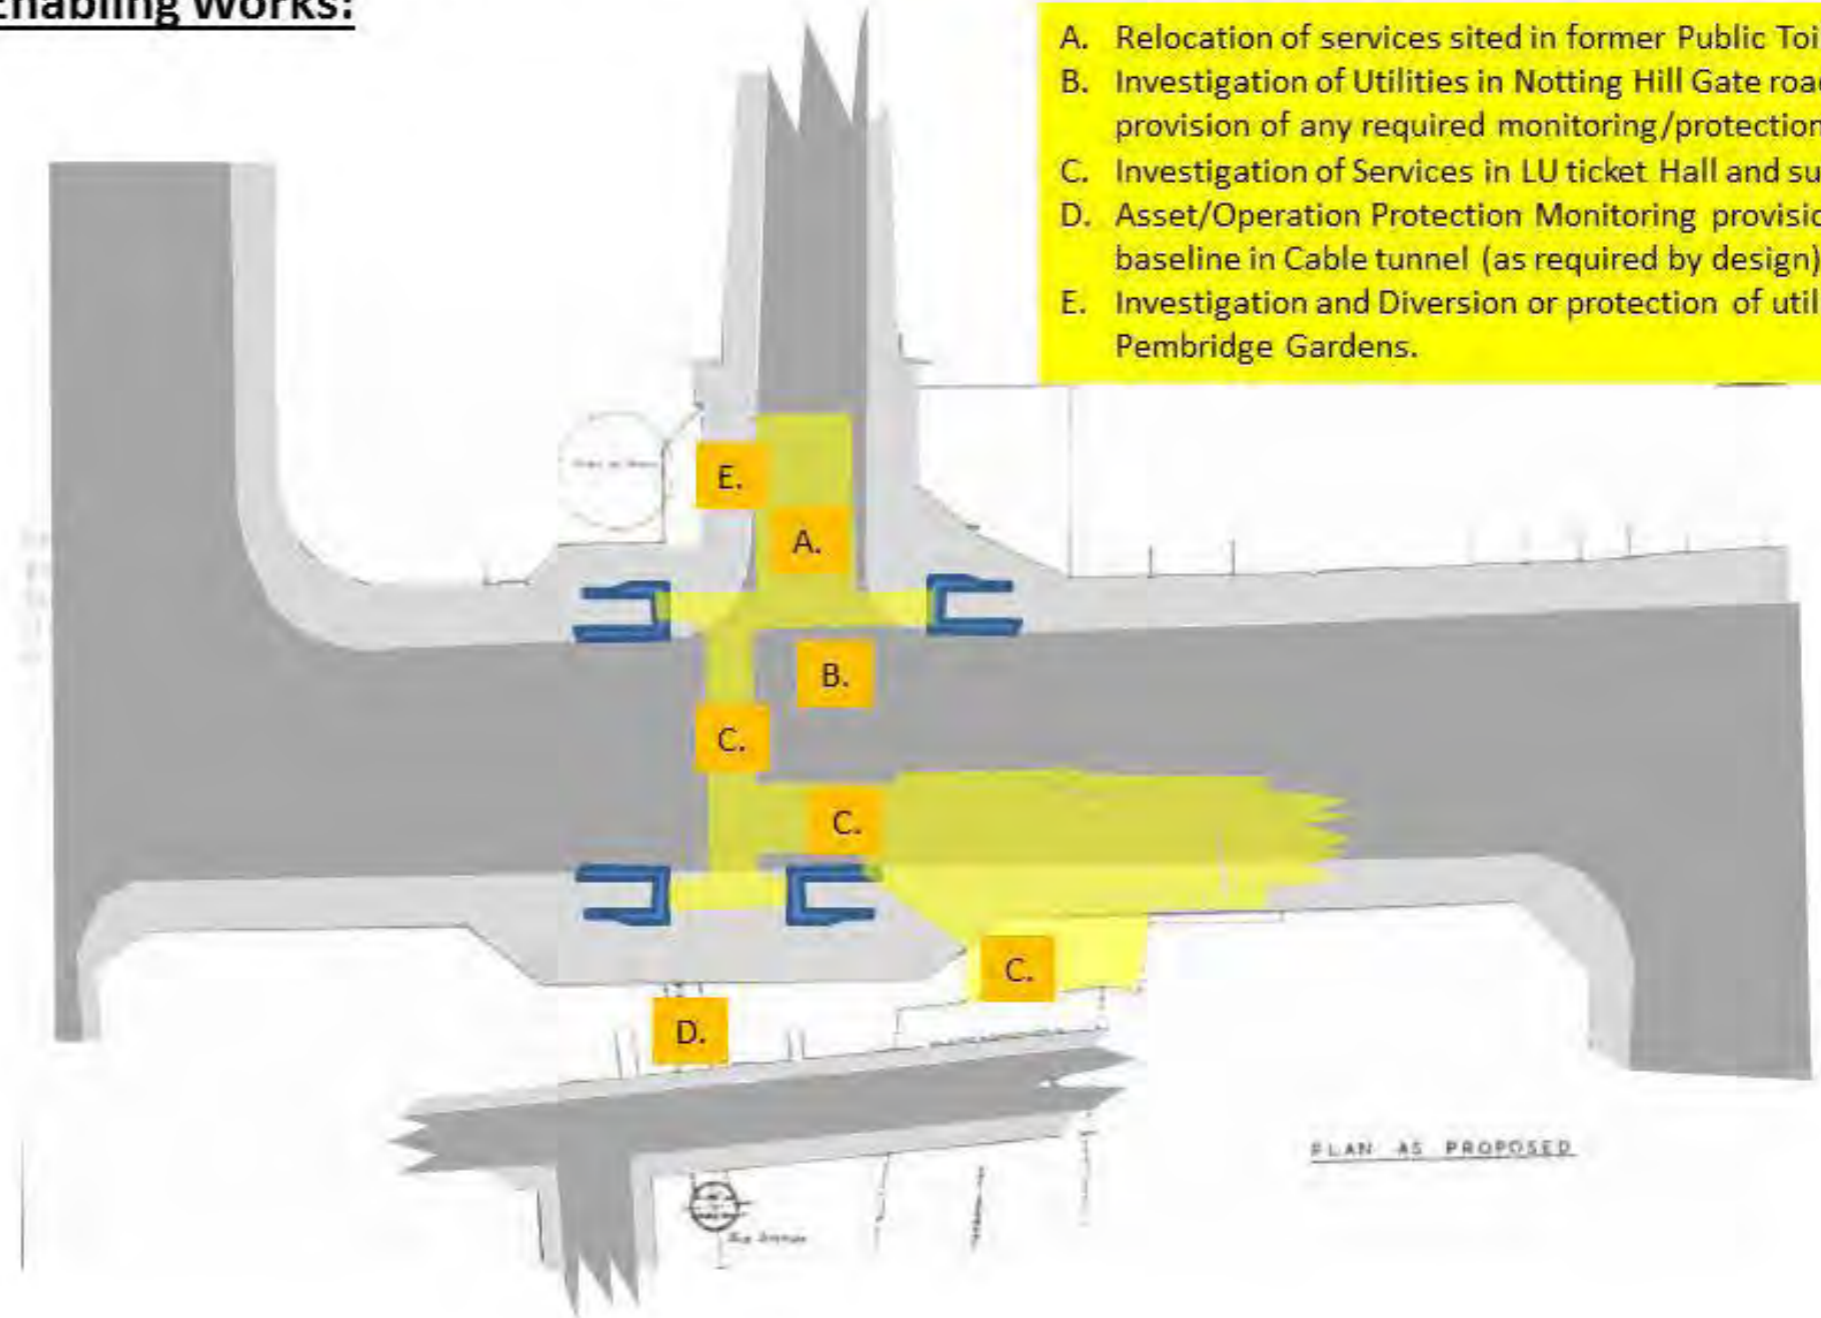 Enabling Works:
A. Relocation of services sited in former Public Toi
B. Investigation of Utilities in Notting Hill Gate roa
provision of any required monitoring/protection
C. Investigation of Services in LU ticket Hall and su
D. Asset/Operation Protection Monitoring provisio
baseline in Cable tunnel (as required by design)
E. Investigation and Diversion or protection of util
Pembridge Gardens.
E.
A.
B.
C.
C.
C.
D.
PLAN AS PROPOSED